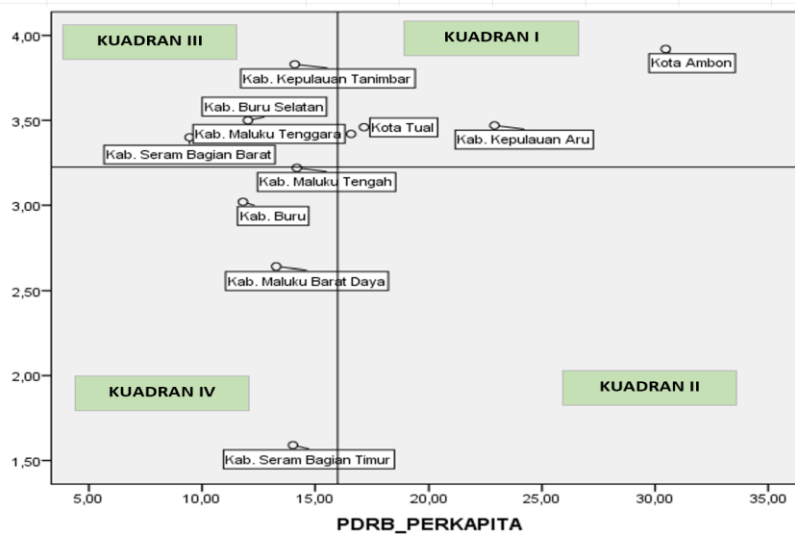 4,00
KUADRAN III
KUADRAN I
Kota Ambon
Kab. Kepulauan Tanimbar
Kab. Buru Selatan
3,50
Kab. Maluku Tenggara
Kota Tual
Kab. Kepulauan Aru
Kab. Seram Bagian Barat
Kab. Maluku Tengah
3,00
Kab. Buru
Kab. Maluku Barat Daya
2,50
2,00
KUADRAN IV
KUADRAN II
1,50
Kab. Seram Bagian Timur
5,00 10,00 15,00 20,00 25,00 30,00 35,00
PDRB_PERKAPITA